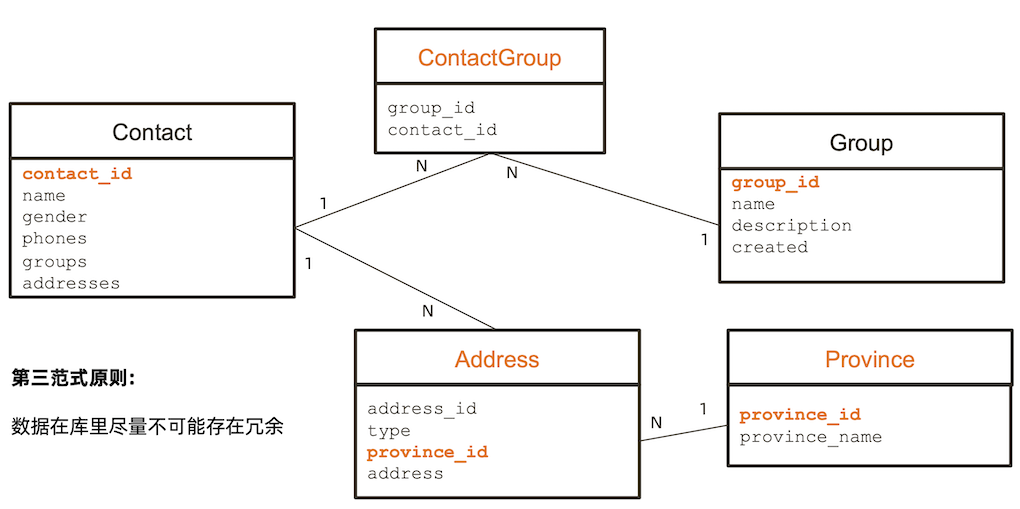 ContactGroup
group_id
contact_id
Contact
contact_id
name
gender
phones
groups
addresses
Group
group_id
name
description
created
N
N
1
1
1
N
Address
address_id
type
province_id
address
Province
province_id
province_name
N
1
第三范式原则：
数据在库里尽量不可能存在冗余